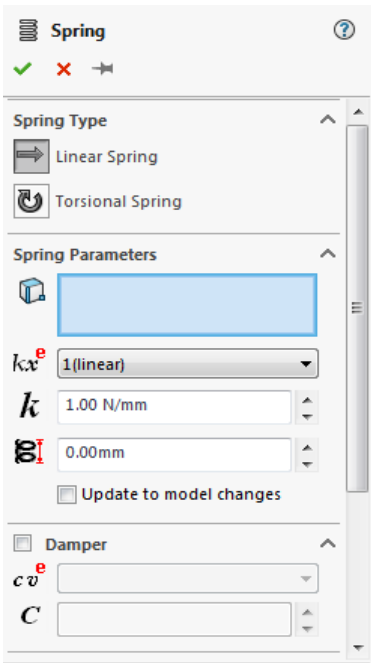 Spring
Spring Type
Linear Spring
Torsional Spring
Spring Parameters
kx^e 1(linear)
k 1.00 N/mm
0.00mm
Update to model changes
Damper
cv^e
C